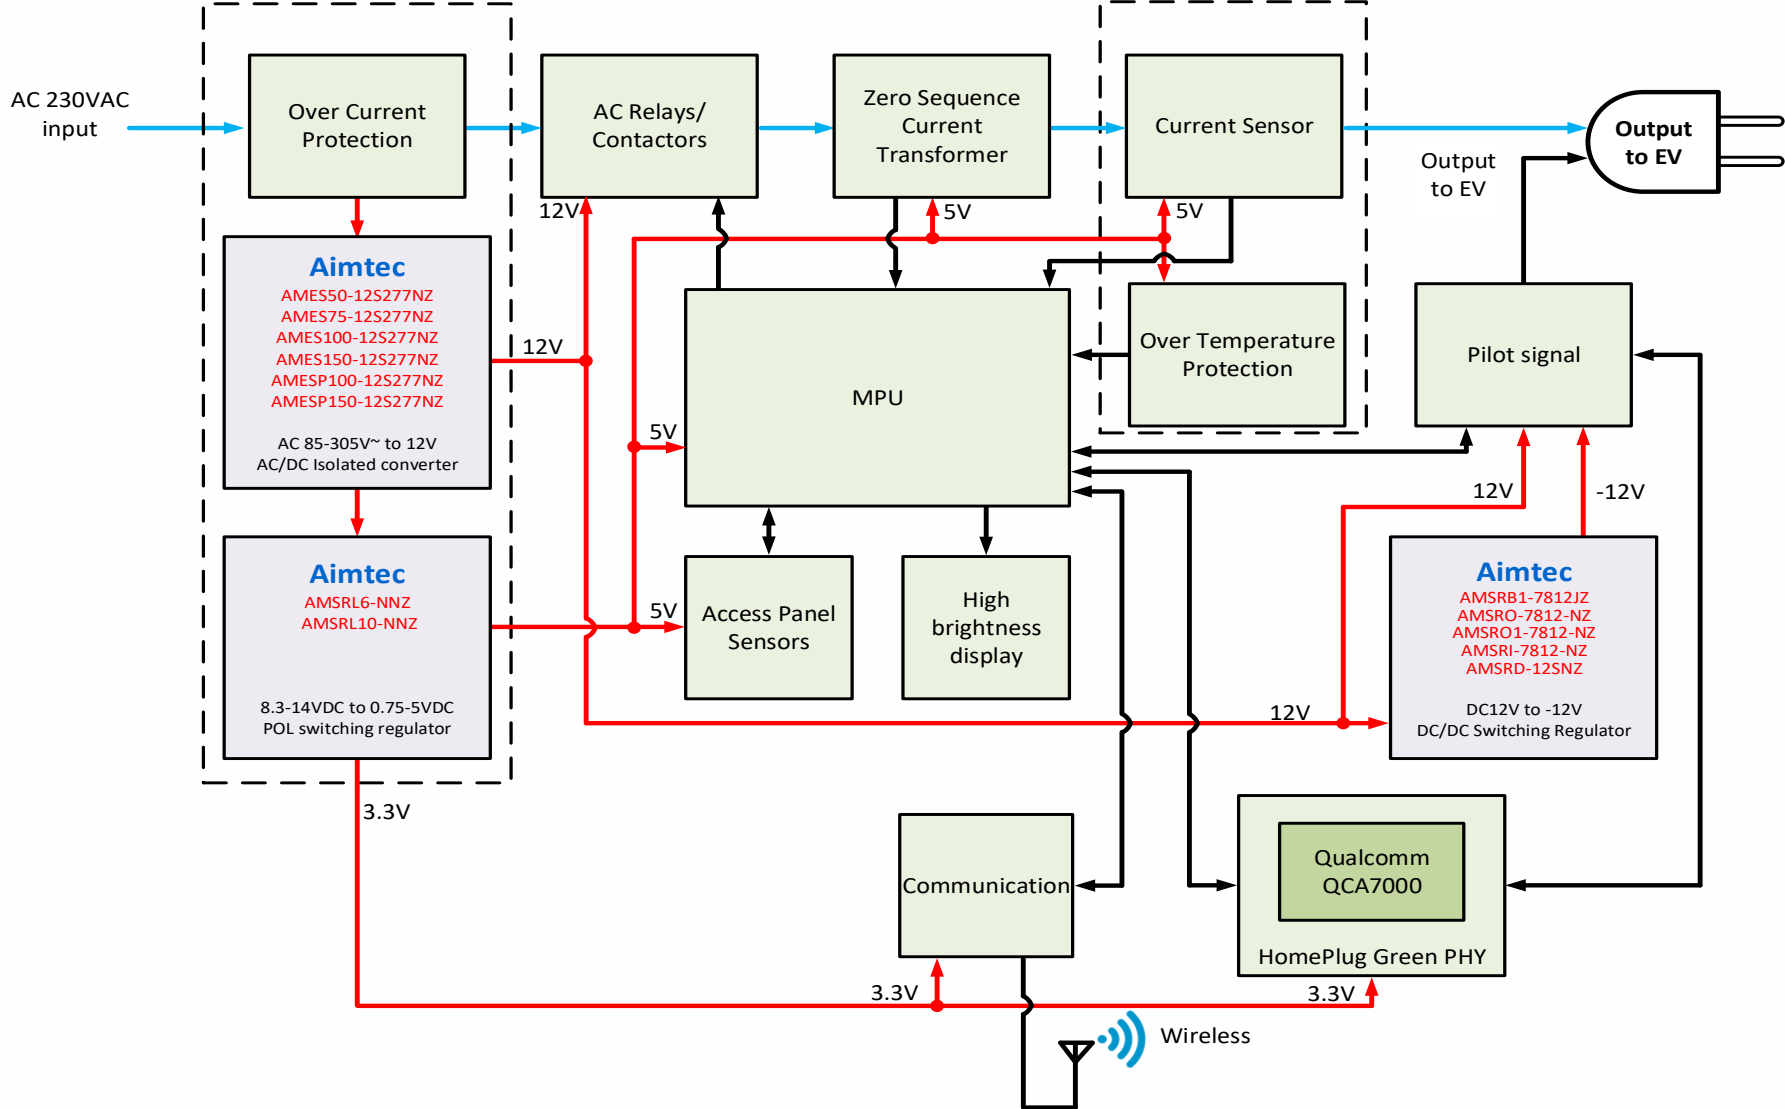 AC 230VAC
input
Over Current
Protection
AC Relays/
Contactors
Zero Sequence
Current
Transformer
Current Sensor
Output
to EV
Output
to EV
12V
5V
5V
Aimtec
AMES50-12S277NZ
AMES75-12S277NZ
AMES100-12S277NZ
AMES150-12S277NZ
AMESP100-12S277NZ
AMESP150-12S277NZ
AC 85-305V~ to 12V
AC/DC Isolated converter
12V
MPU
Over Temperature
Protection
Pilot signal
5V
12V
-12V
Aimtec
AMSRL6-NNZ
AMSRL10-NNZ
8.3-14VDC to 0.75-5VDC
POL switching regulator
5V
Access Panel
Sensors
High
brightness
display
12V
Aimtec
AMSRB1-7812JZ
AMSRO-7812-NZ
AMSRO1-7812-NZ
AMSRI-7812-NZ
AMSRD-12SNZ
DC12V to -12V
DC/DC Switching Regulator
3.3V
Communication
Qualcomm
QCA7000
HomePlug Green PHY
3.3V
3.3V
Wireless